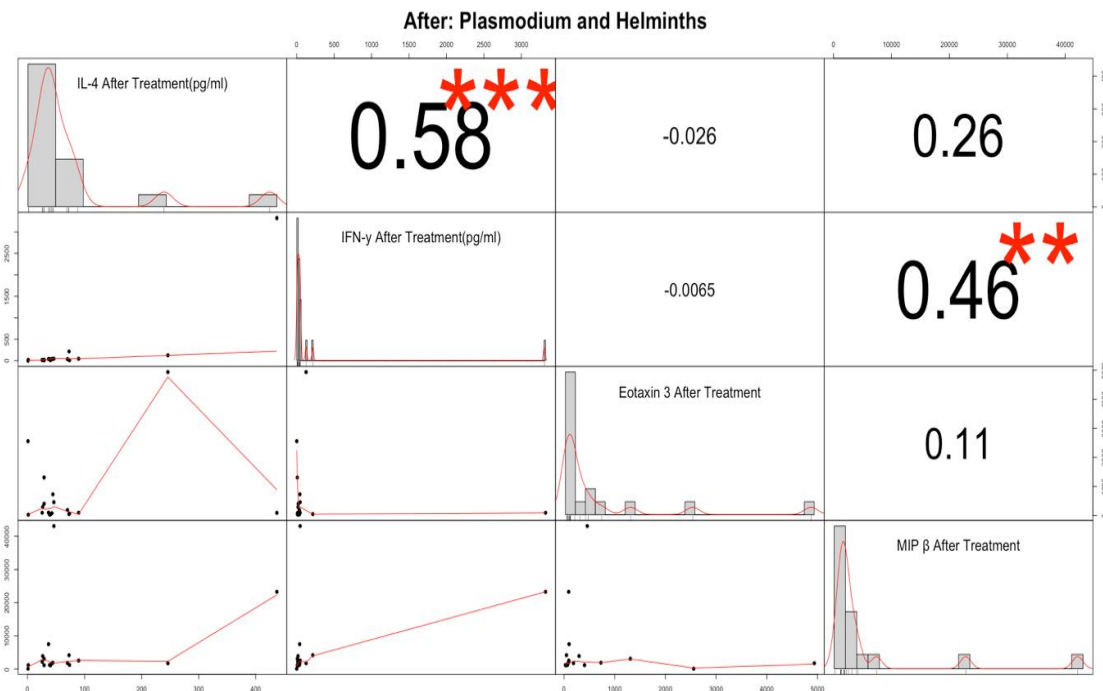 After: Plasmodium and Helminths
0 500 1000 1500 2000 2500 3000
0 10000 20000 30000 40000
IL-4 After Treatment(pg/ml)
0.58 ***
-0.026
0.26
IFN-y After Treatment(pg/ml)
-0.0065
0.46 **
0 500 1500 2500
Eotaxin 3 After Treatment
0.11
MIP β After Treatment
0 10000 20000 30000 40000
0 100 200 300 400
0 1000 2000 3000 4000 5000